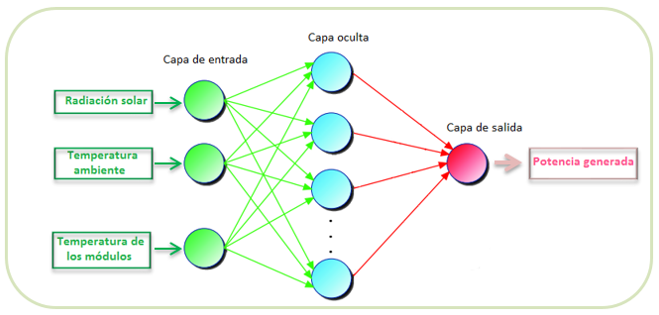 Capa oculta
Capa de entrada
Radiación solar
Capa de salida
Temperatura
ambiente
Potencia generada
Temperatura de
los módulos